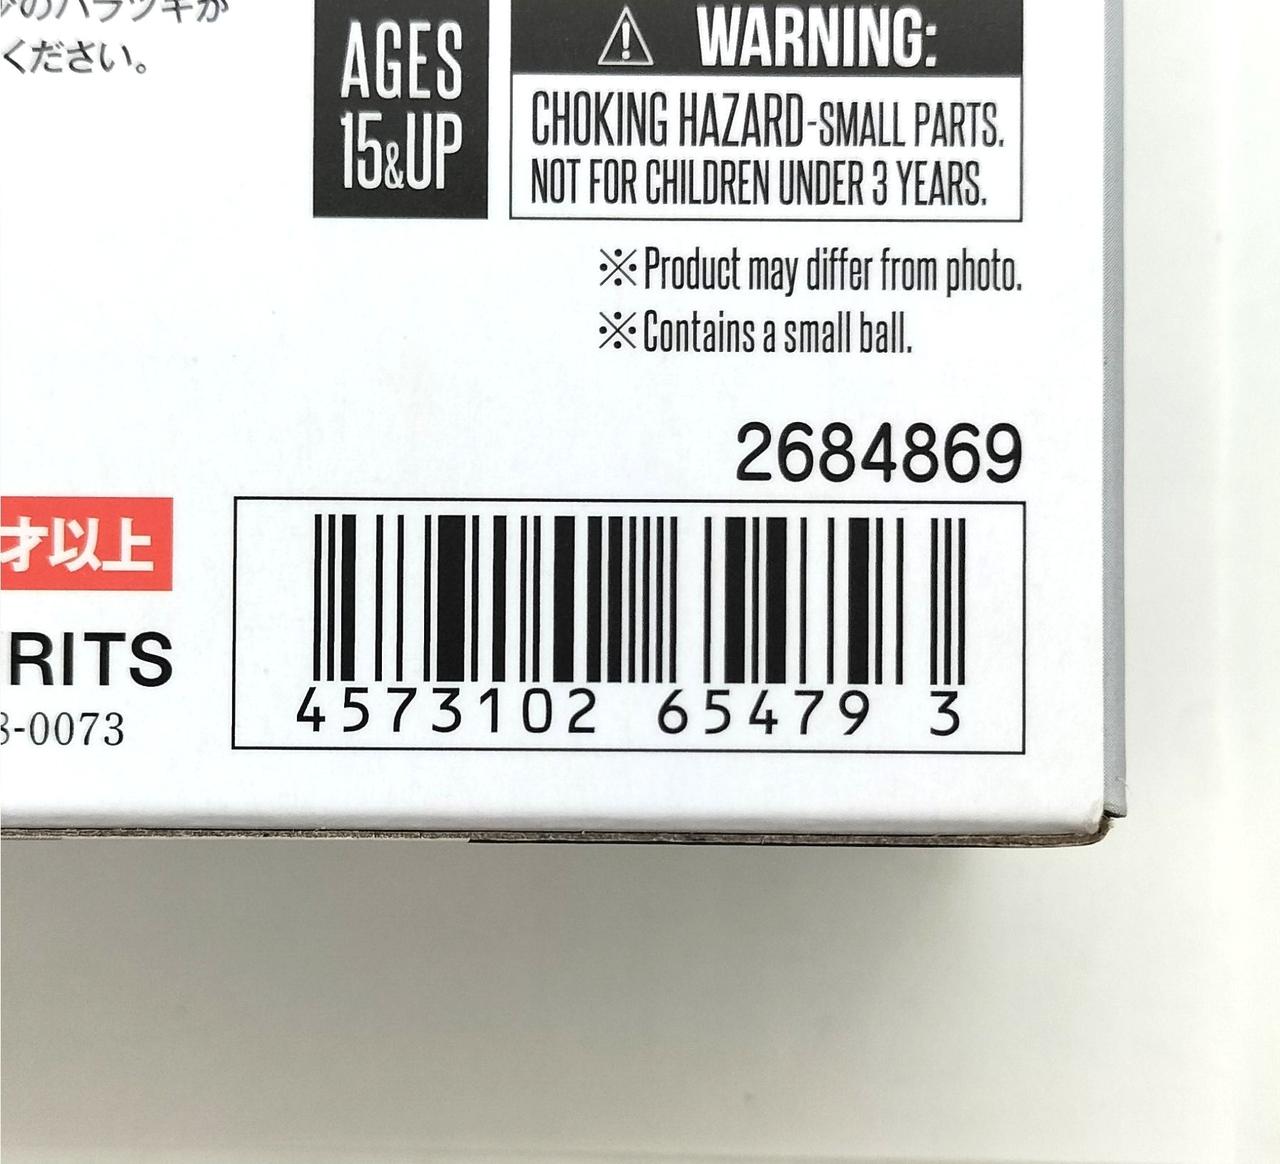 のバラツキが
ください。
AGES
15&UP
WARNING:
CHOKING HAZARD-SMALL PARTS.
NOT FOR CHILDREN UNDER 3 YEARS.
※Product may differ from photo.
※Contains a small ball.
2684869
才以上
RITS
3-0073
4573102 65479 3